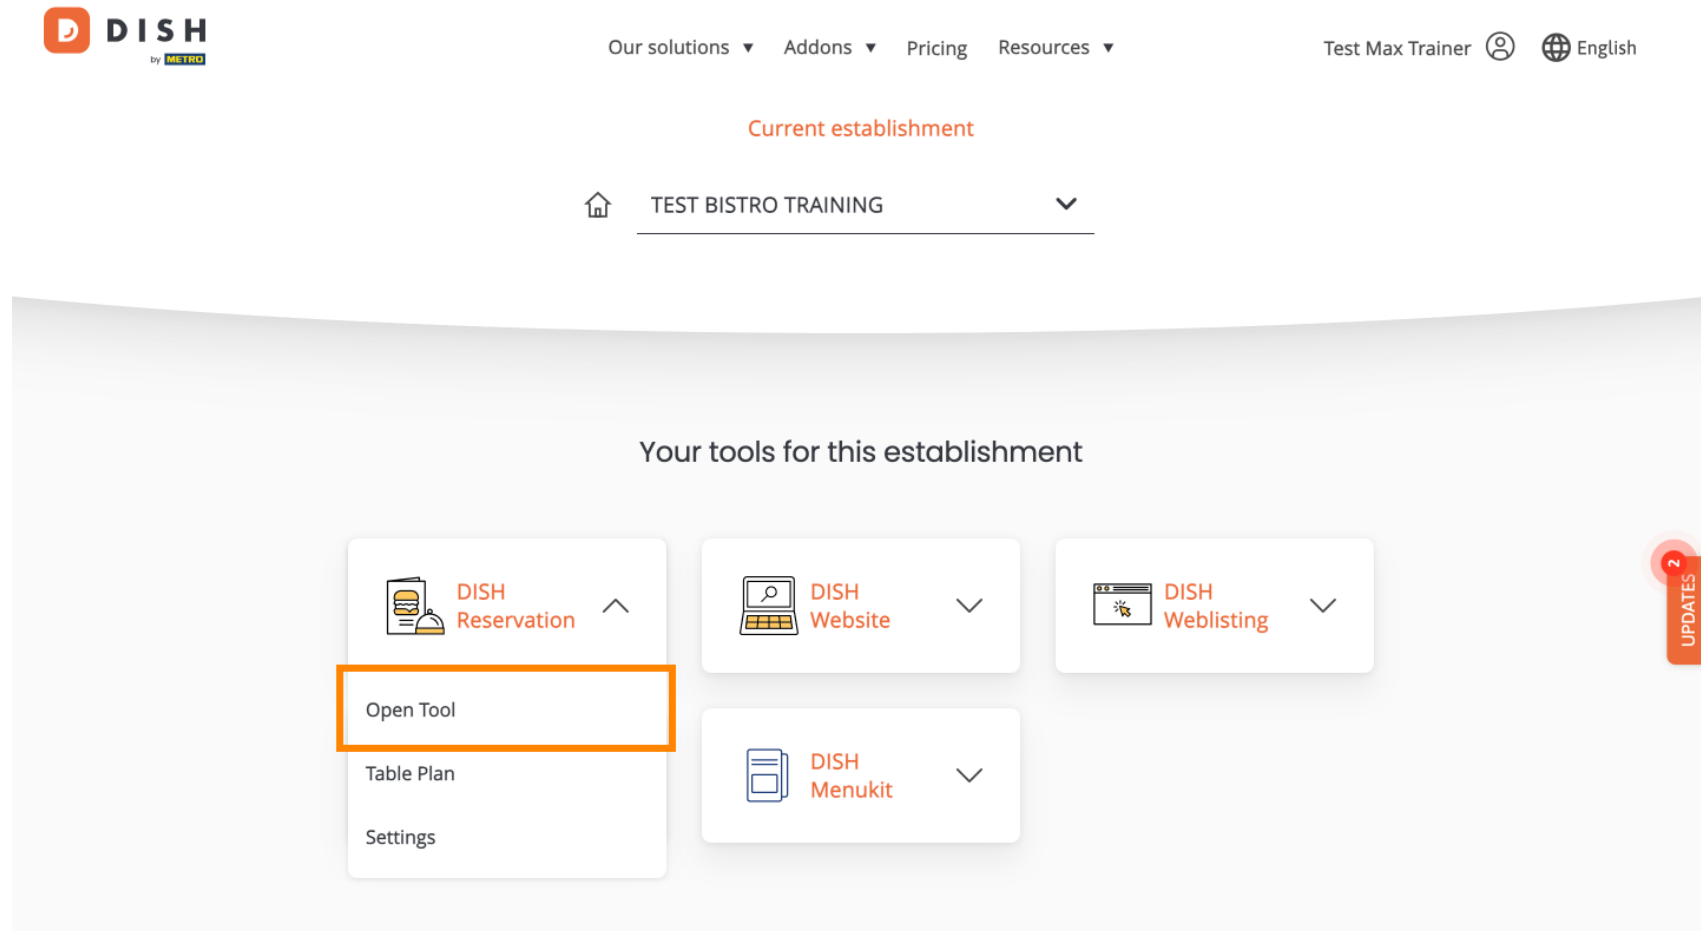 DISH
by METRO
Our solutions ▼ Addons ▼ Pricing Resources ▼
Test Max Trainer English
Current establishment
TEST BISTRO TRAINING
Your tools for this establishment
DISH
Reservation
DISH
Website
DISH
Weblisting
2
UPDATES
Open Tool
Table Plan
Settings
DISH
Menukit